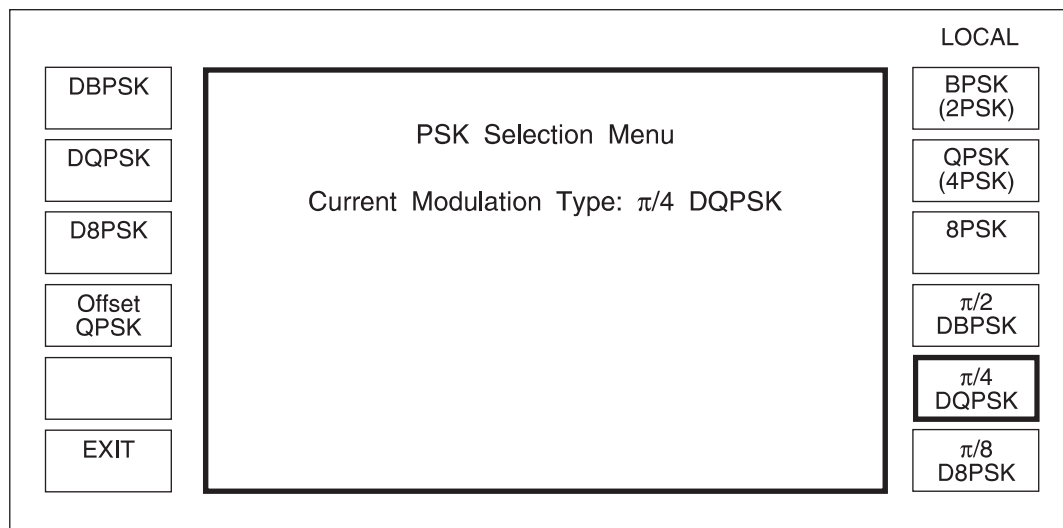 LOCAL
DBPSK
DQPSK
D8PSK
Offset
QPSK
EXIT
PSK Selection Menu
Current Modulation Type: π/4 DQPSK
BPSK
(2PSK)
QPSK
(4PSK)
8PSK
π/2
DBPSK
π/4
DQPSK
π/8
D8PSK